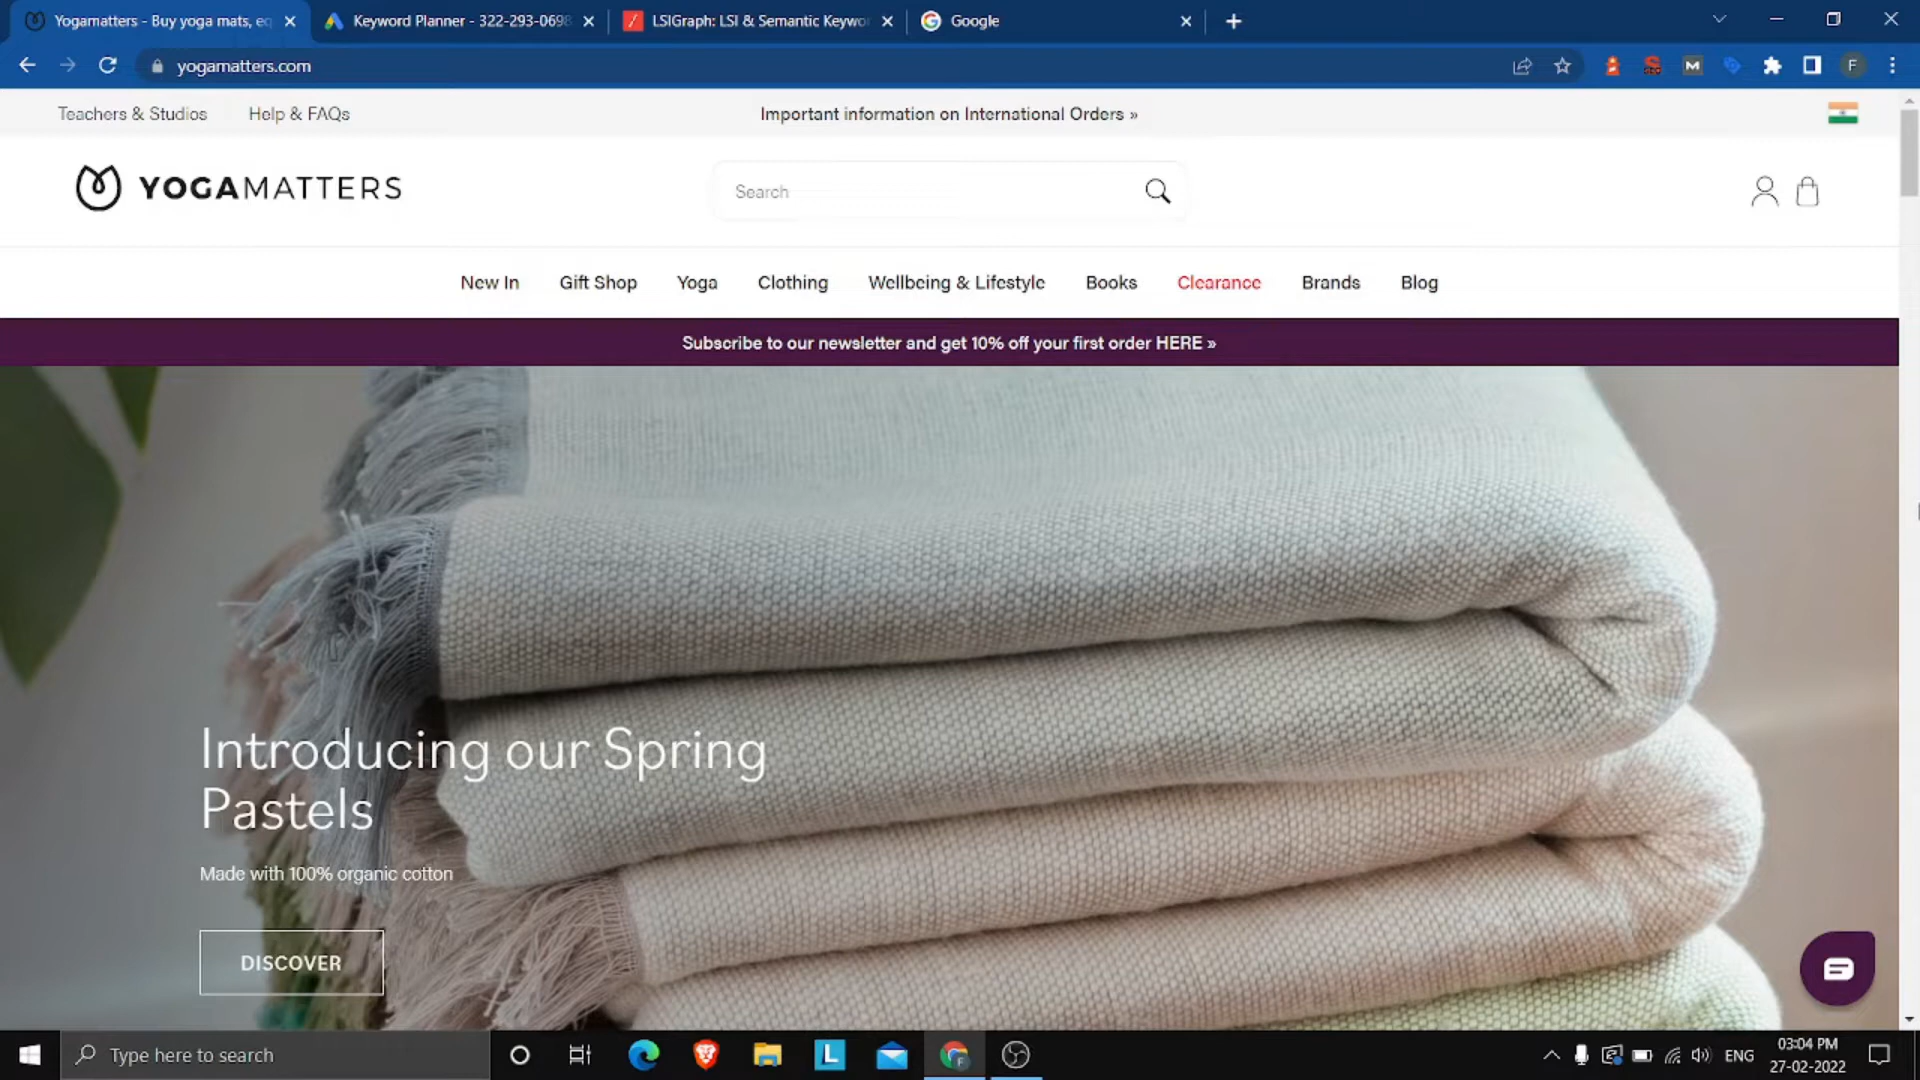 Yogamatters - Buy yoga mats, eq
Keyword Planner - 322-293-0698
LSIGraph: LSI & Semantic Keywor
Google
yogamatters.com
F
Teachers & Studios
Help & FAQs
Important information on International Orders »
YOGAMATTERS
Search
New In
Gift Shop
Yoga
Clothing
Wellbeing & Lifestyle
Books
Clearance
Brands
Blog
Subscribe to our newsletter and get 10% off your first order HERE »
Introducing our Spring
Pastels
Made with 100% organic cotton
DISCOVER
Type here to search
L
ENG
03:04 PM
27-02-2022